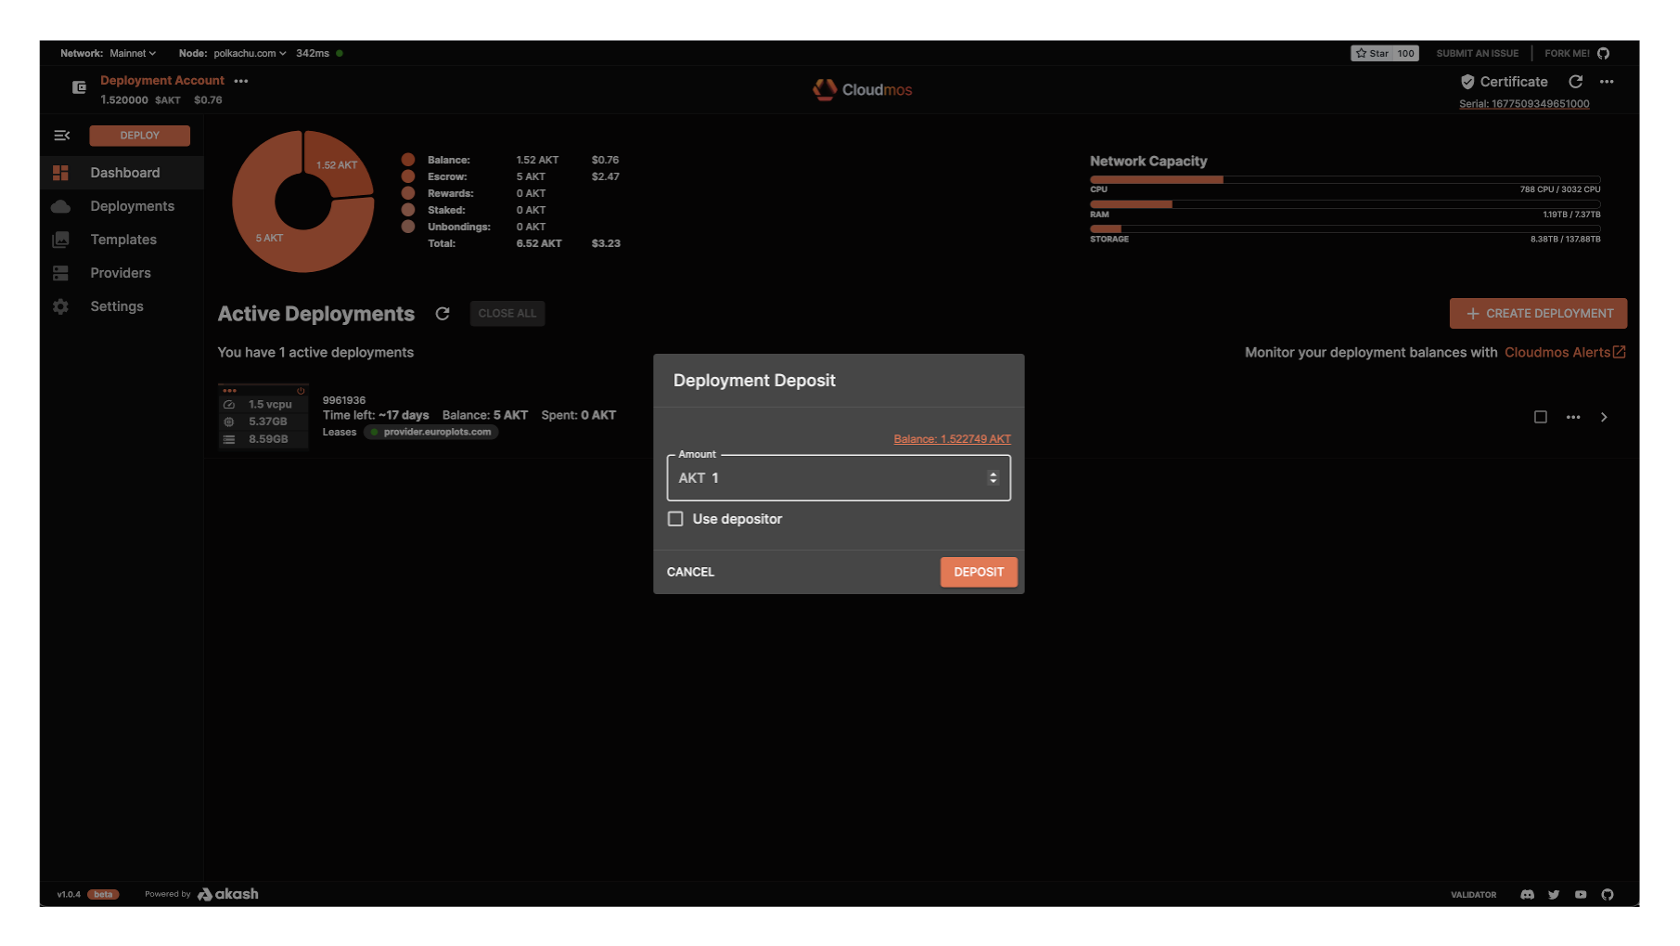 Network: Mainnet Node: polkachu.com 342ms
Star 100 SUBMIT AN ISSUE FORK ME!
Deployment Account
1.520000 $AKT $0.76
Cloudmos
Certificate
Serial: 1677509349651000
DEPLOY
Dashboard
Deployments
Templates
Providers
Settings
1.52 AKT
5 AKT
Balance: 1.52 AKT $0.76
Escrow: 5 AKT $2.47
Rewards: 0 AKT
Staked: 0 AKT
Unbondings: 0 AKT
Total: 6.52 AKT $3.23
Network Capacity
CPU 788 CPU / 3032 CPU
RAM 1.19TB / 7.37TB
STORAGE 8.38TB / 137.88TB
Active Deployments CLOSE ALL
+ CREATE DEPLOYMENT
You have 1 active deployments
Monitor your deployment balances with Cloudmos Alerts
1.5 vcpu
5.37GB
8.59GB
9961936
Time left: ~17 days Balance: 5 AKT Spent: 0 AKT
Leases provider.europlots.com
Deployment Deposit
Balance: 1.522749 AKT
Amount
AKT 1
Use depositor
CANCEL DEPOSIT
v1.0.4 beta Powered by akash
VALIDATOR